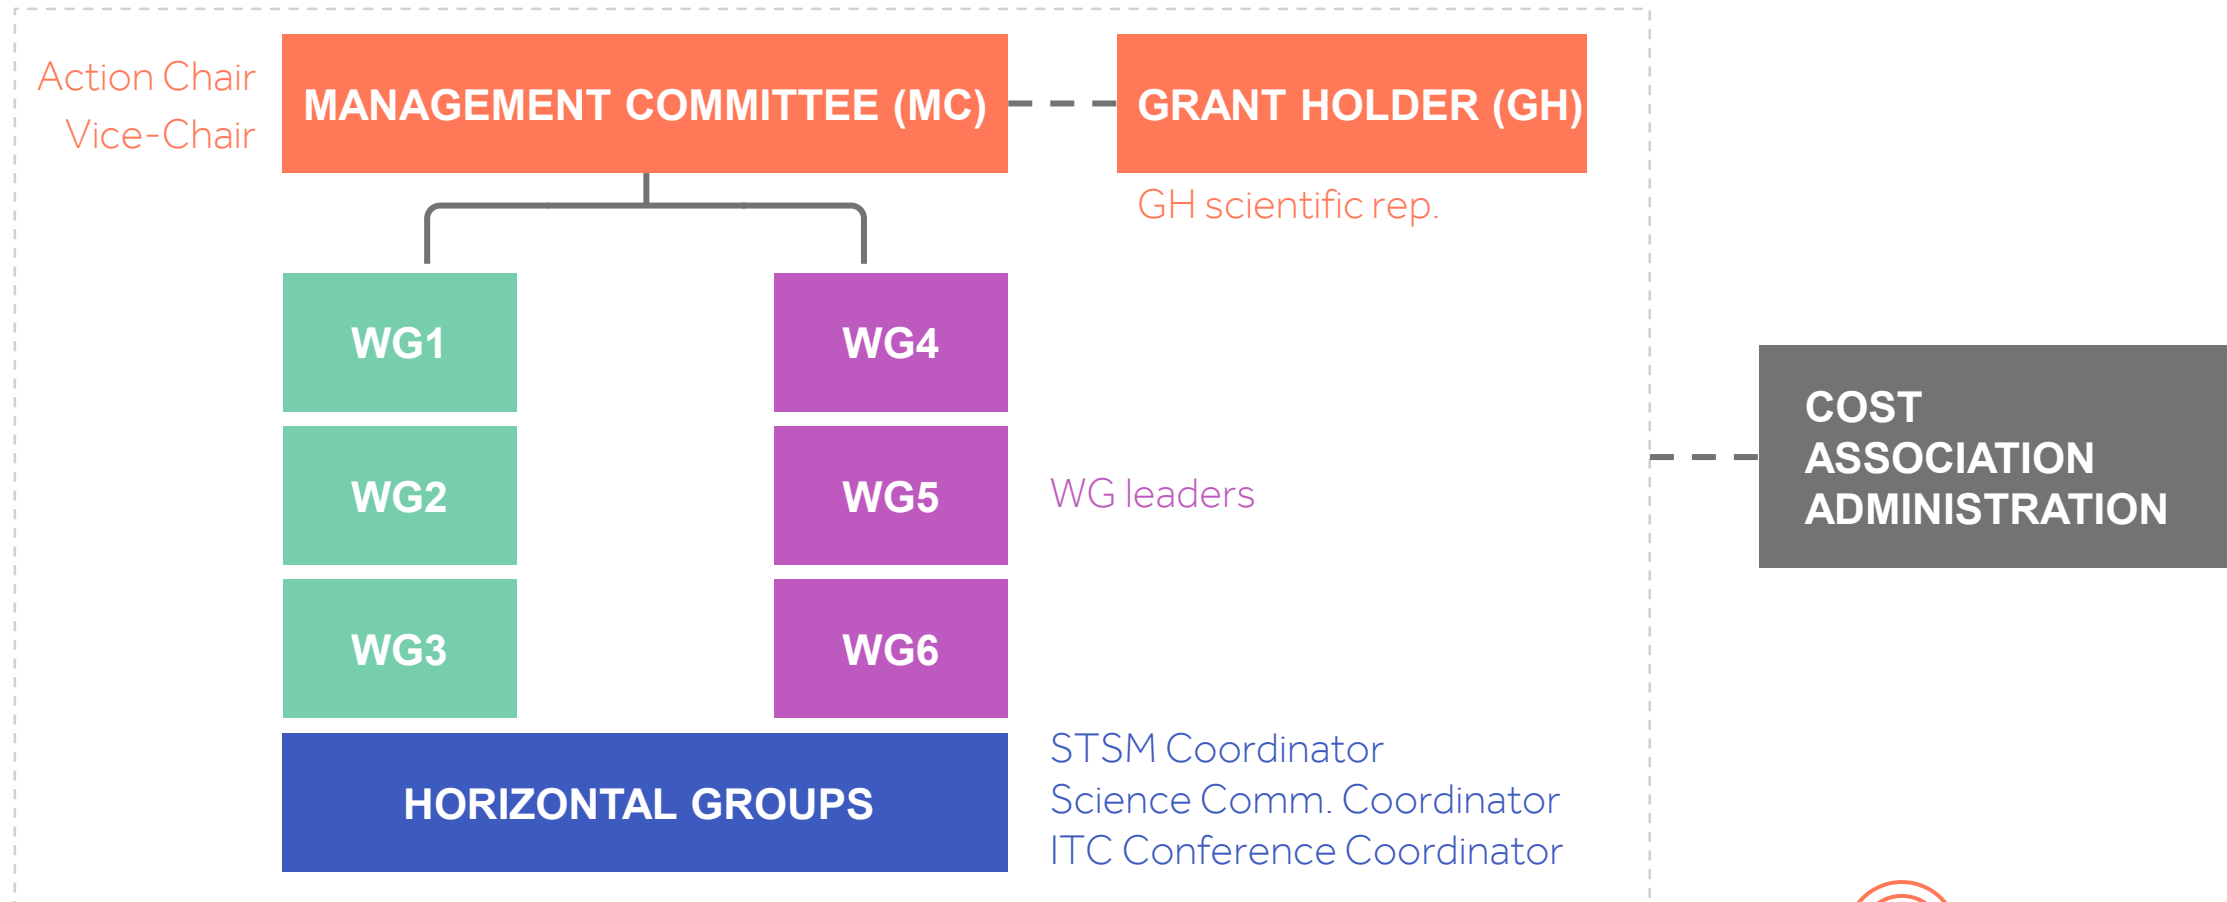 Action Chair
Vice-Chair
MANAGEMENT COMMITTEE (MC)
GRANT HOLDER (GH)
GH scientific rep.
WG1
WG4
WG2
WG5
WG leaders
WG3
WG6
HORIZONTAL GROUPS
STSM Coordinator
Science Comm. Coordinator
ITC Conference Coordinator
COST
ASSOCIATION
ADMINISTRATION